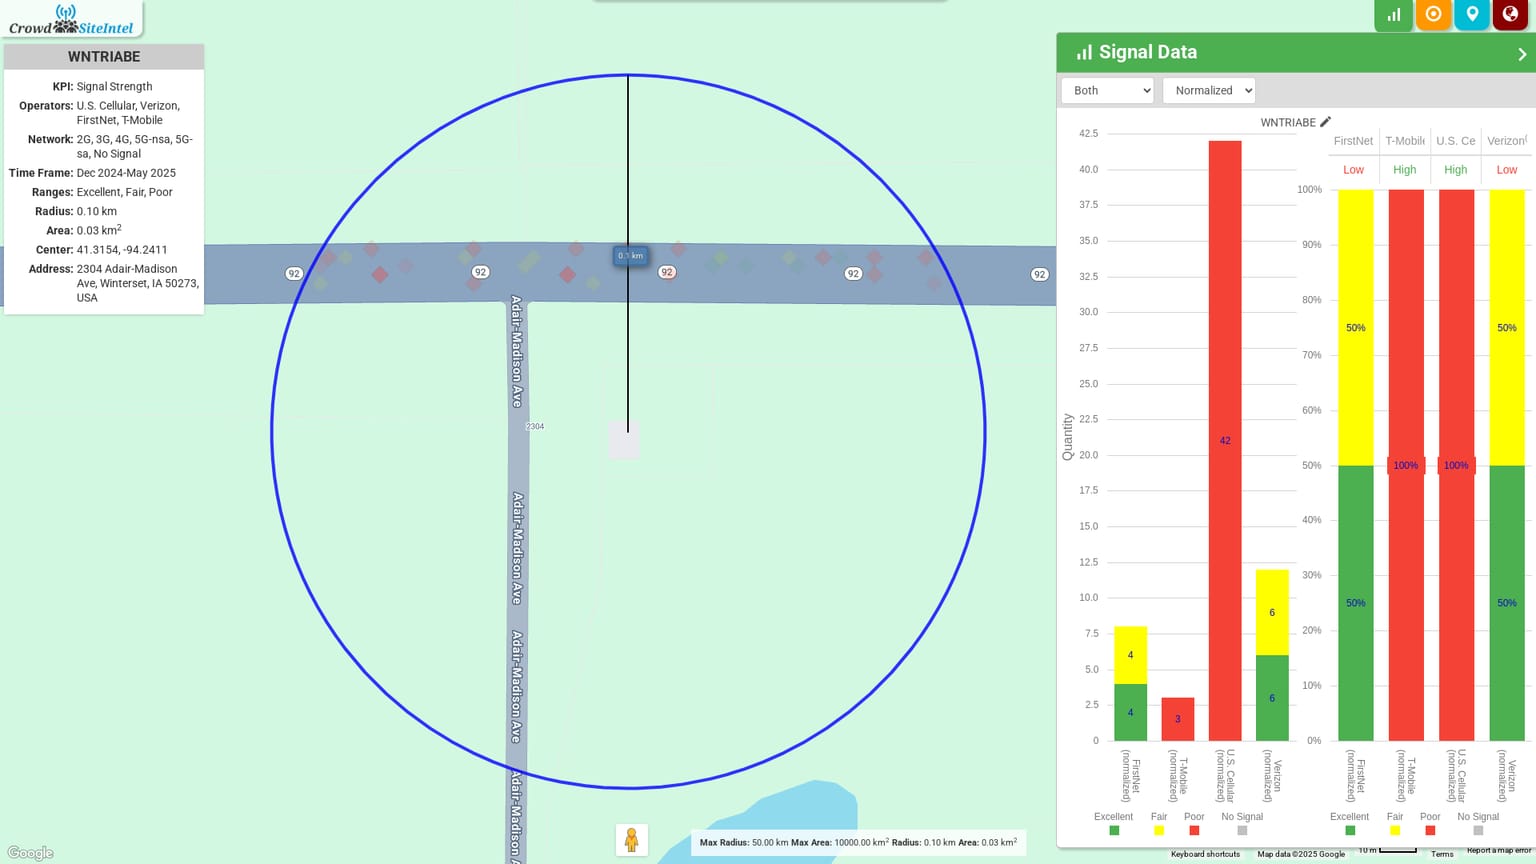 Crowd SiteIntel
WNTRIABE
KPI: Signal Strength
Operators: U.S. Cellular, Verizon,
FirstNet, T-Mobile
Network: 2G, 3G, 4G, 5G-nsa, 5G-
sa, No Signal
Time Frame: Dec 2024-May 2025
Ranges: Excellent, Fair, Poor
Radius: 0.10 km
Area: 0.03 km2
Center: 41.3154, -94.2411
Address: 2304 Adair-Madison
Ave, Winterset, IA 50273,
USA
0.1 km
92
92
92
92
92
Adair-Madison Ave
2304
Adair-Madison Ave
Adair-Madison Ave
Adair-Madison A
Google
Max Radius: 50.00 km Max Area: 10000.00 km2 Radius: 0.10 km Area: 0.03 km2
Signal Data
Both
Normalized
WNTRIABE
42.5
40.0
37.5
35.0
32.5
30.0
27.5
25.0
22.5
20.0
17.5
15.0
12.5
10.0
7.5
5.0
2.5
0
Quantity
4
4
3
42
6
6
FirstNet
(normalized)
T-Mobile
(normalized)
U.S. Cellular
(normalized)
Verizon
(normalized)
Excellent
Fair
Poor
No Signal
FirstNet
T-Mobile
U.S. Ce
Verizon
Low
High
High
Low
100%
90%
80%
70%
60%
50%
40%
30%
20%
10%
0%
50%
50%
100%
100%
50%
50%
FirstNet
(normalized)
T-Mobile
(normalized)
U.S. Cellular
(normalized)
Verizon
(normalized)
Excellent
Fair
Poor
No Signal
Keyboard shortcuts
Map data ©2025 Google
10 m
Terms
Report a map error